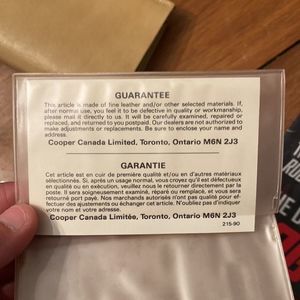 GUARANTEE
This article is made of fine leather and/or other selected materials. If,
after normal use, you feel it to be defective in quality or workmanship,
please mail it directly to us. It will be carefully examined, repaired or
replaced, and returned to you postpaid. Our dealers are not authorized to
make adjustments or replacements. Be sure to enclose your name and
address.
Cooper Canada Limited, Toronto, Ontario M6N 2J3
GARANTIE
Cet article est en cuir de première qualité et/ou en d'autres matériaux
sélectionnés. Si, après un usage normal, vous croyez qu'il est défectueux
en qualité ou en exécution, veuillez nous le retourner directement par la
poste. Il sera soigneusement examiné, réparé ou remplacé, et vous sera
retourné port payé. Nos marchands ne sont pas autorisés pour ef-
fectuer des ajustements ou échanger cet article. N'oubliez pas d'indiquer
votre nom et votre adresse.
Cooper Canada Limitée, Toronto, Ontario M6N 2J3
215-90